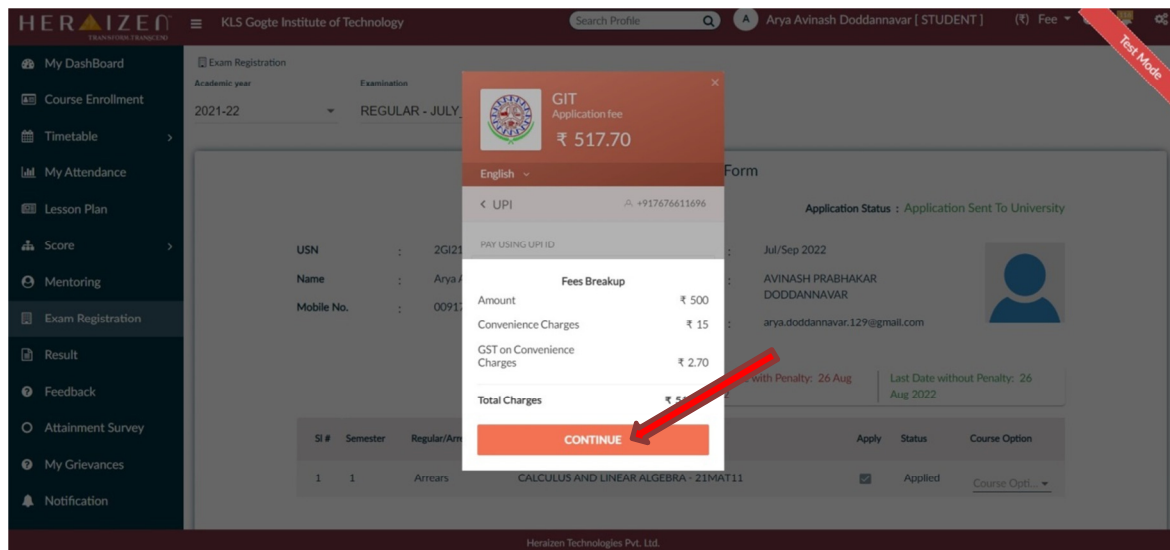 HERAIZEN
TRANSFORM TRANSCEND
KLS Gogte Institute of Technology
Search Profile
A Arya Avinash Doddannavar [ STUDENT ]
(₹) Fee
Test Mode
My DashBoard
Course Enrollment
Timetable
My Attendance
Lesson Plan
Score
Mentoring
Exam Registration
Result
Feedback
Attainment Survey
My Grievances
Notification
Exam Registration
Academic year
Examination
2021-22
REGULAR - JULY_
Form
Application Status : Application Sent To University
USN : 2GI21
: Jul/Sep 2022
Name : Arya A
: AVINASH PRABHAKAR
DODDANNAVAR
Mobile No. : 00917
: arya.doddannavar.129@gmail.com
with Penalty: 26 Aug
Last Date without Penalty: 26
Aug 2022
Sl # Semester Regular/Arre Apply Status Course Option
1 1 Arrears CALCULUS AND LINEAR ALGEBRA - 21MAT11 Applied Course Opti...
GIT
Application fee
₹ 517.70
English
UPI
+917676611696
PAY USING UPI ID
Fees Breakup
Amount ₹ 500
Convenience Charges ₹ 15
GST on Convenience
Charges ₹ 2.70
Total Charges ₹
CONTINUE
Heraizen Technologies Pvt. Ltd.